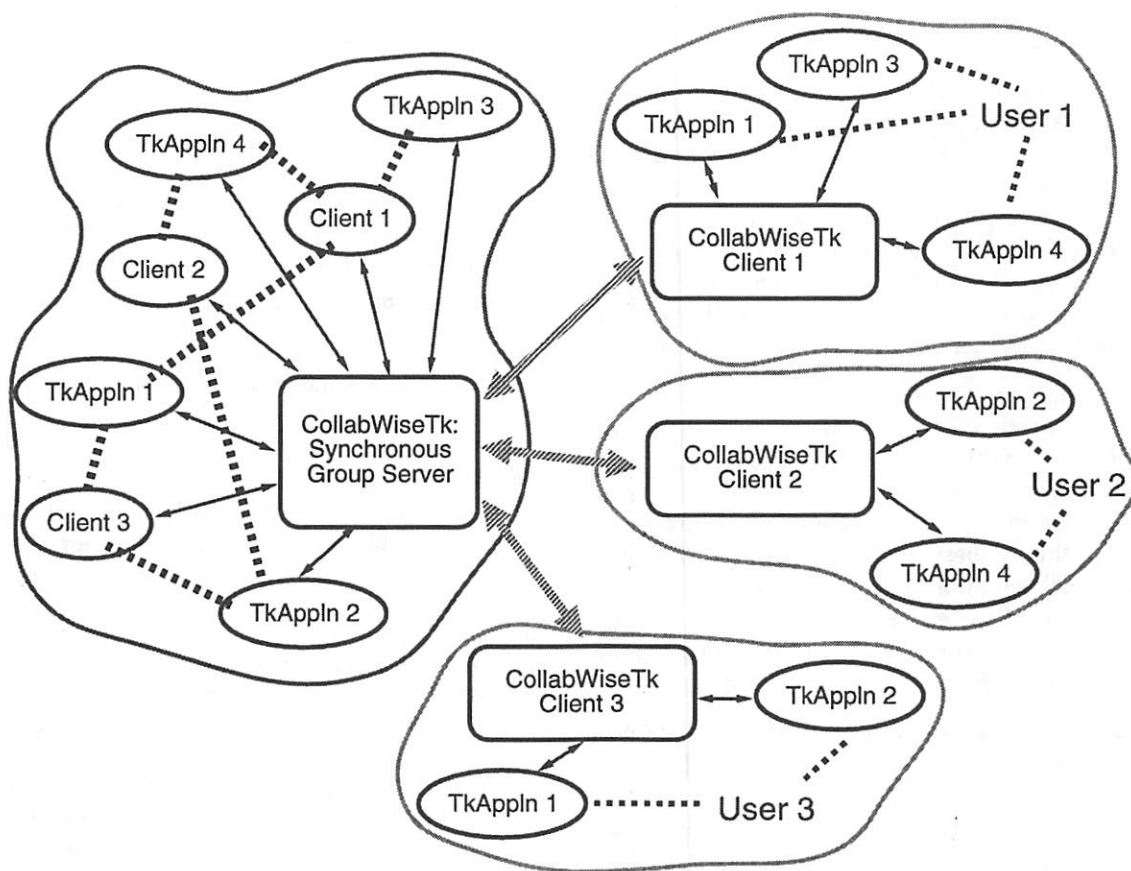 TkAppln 3
TkAppln 4
Client 1
Client 2
TkAppln 1
CollabWiseTk:
Synchronous
Group Server
Client 3
TkAppln 2
TkAppln 3
TkAppln 1
User 1
CollabWiseTk
Client 1
TkAppln 4
TkAppln 2
CollabWiseTk
Client 2
User 2
TkAppln 4
CollabWiseTk
Client 3
TkAppln 2
TkAppln 1
User 3